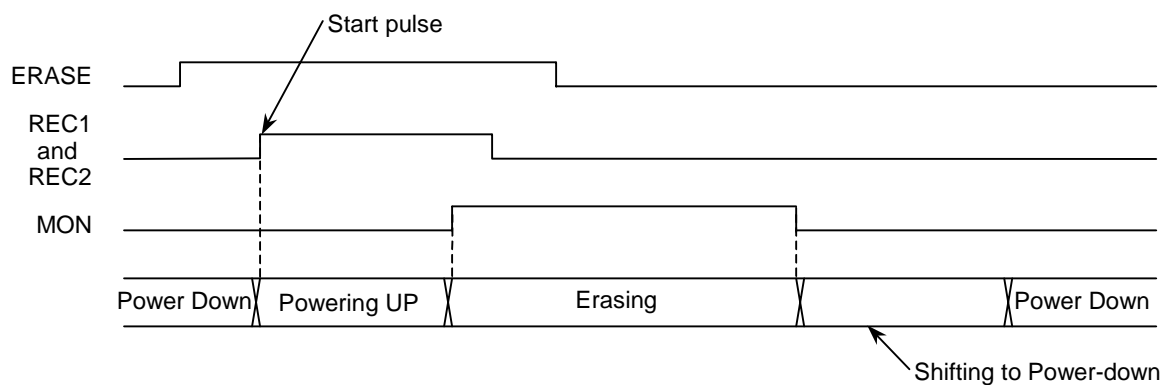 Start pulse
ERASE
REC1
and
REC2
MON
Power Down
Powering UP
Erasing
Power Down
Shifting to Power-down